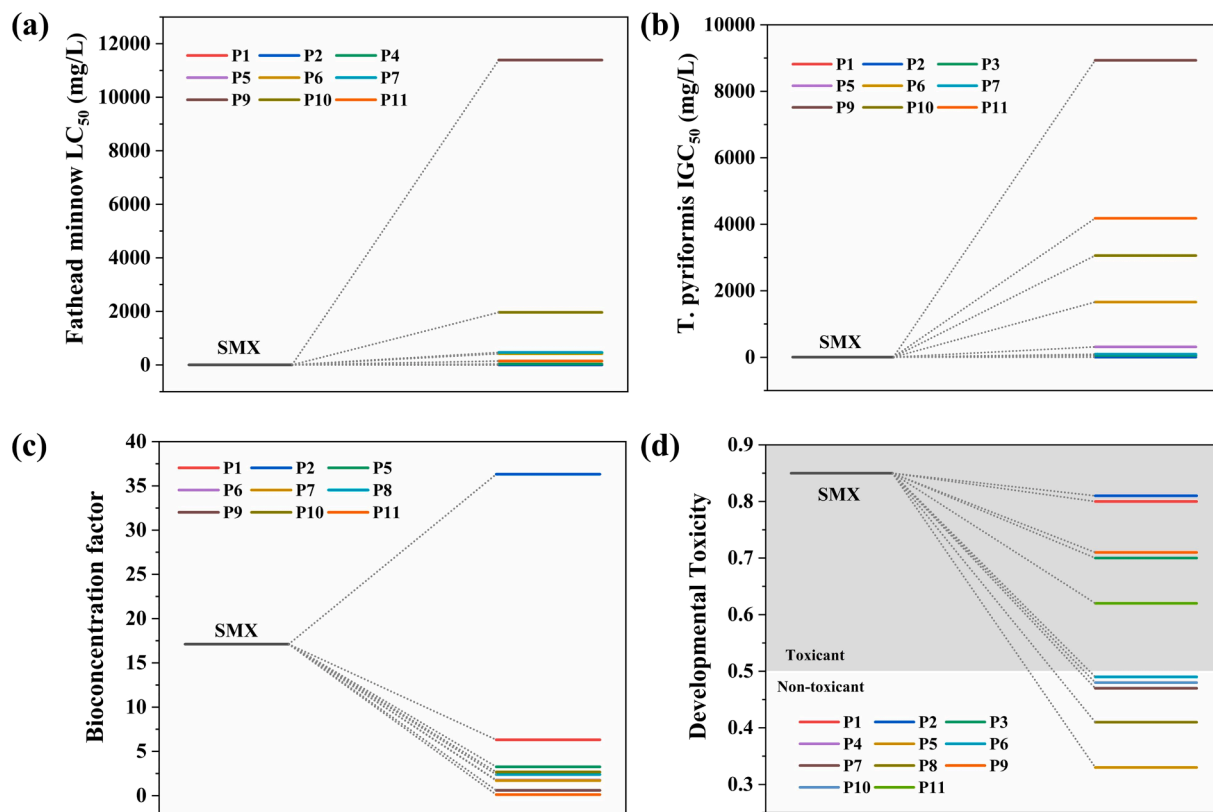 (a)
Fathead minnow LC50 (mg/L)
12000
10000
8000
6000
4000
2000
0
P1 P2 P4
P5 P6 P7
P9 P10 P11
SMX
(b)
T. pyriformis IGC50 (mg/L)
10000
8000
6000
4000
2000
0
P1 P2 P3
P5 P6 P7
P9 P10 P11
SMX
(c)
Bioconcentration factor
40
35
30
25
20
15
10
5
0
P1 P2 P5
P6 P7 P8
P9 P10 P11
SMX
(d)
Developmental Toxicity
0.9
0.8
0.7
0.6
0.5
0.4
0.3
SMX
Toxicant
Non-toxicant
P1 P2 P3
P4 P5 P6
P7 P8 P9
P10 P11